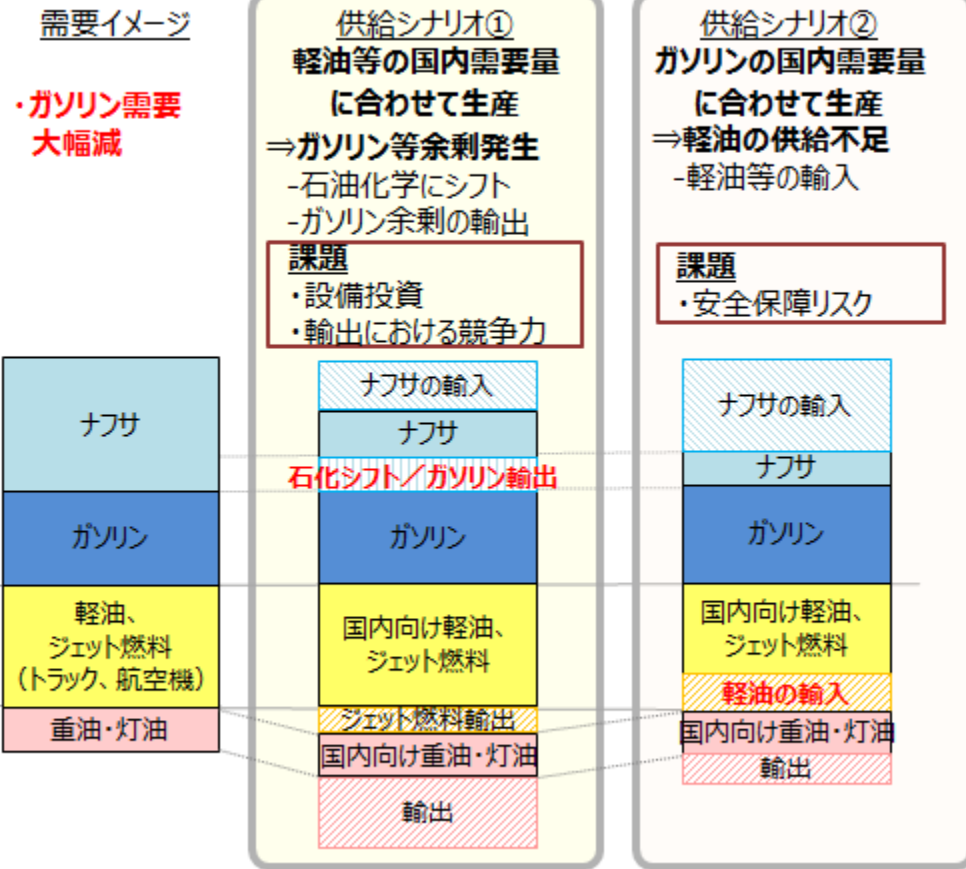 需要イメージ
・ガソリン需要
大幅減
供給シナリオ①
軽油等の国内需要量
に合わせて生産
⇒ガソリン等余剰発生
-石油化学にシフト
-ガソリン余剰の輸出
課題
・設備投資
・輸出における競争力
供給シナリオ②
ガソリンの国内需要量
に合わせて生産
⇒軽油の供給不足
-軽油等の輸入
課題
・安全保障リスク
ナフサ
ガソリン
軽油、
ジェット燃料
（トラック、航空機）
重油・灯油
ナフサの輸入
ナフサ
石化シフト／ガソリン輸出
ガソリン
国内向け軽油、
ジェット燃料
ジェット燃料輸出
国内向け重油・灯油
輸出
ナフサの輸入
ナフサ
ガソリン
国内向け軽油、
ジェット燃料
軽油の輸入
国内向け重油・灯油
輸出